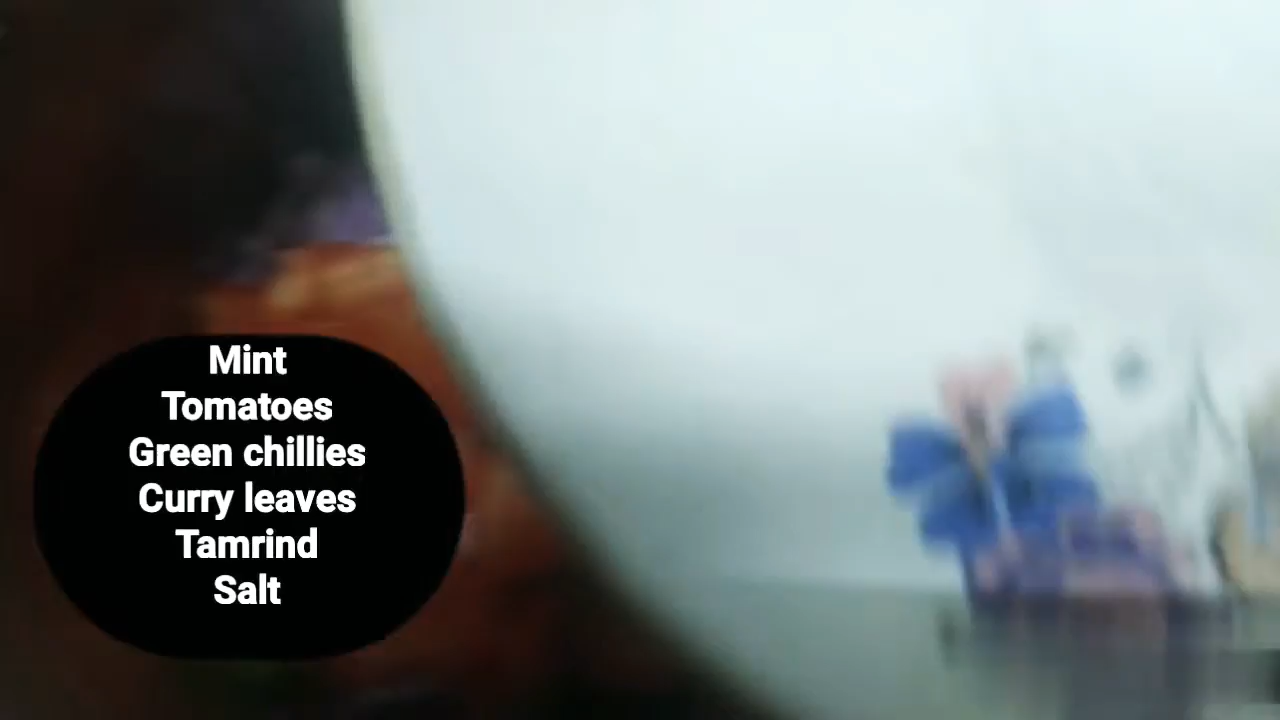 Mint
Tomatoes
Green chillies
Curry leaves
Tamrind
Salt